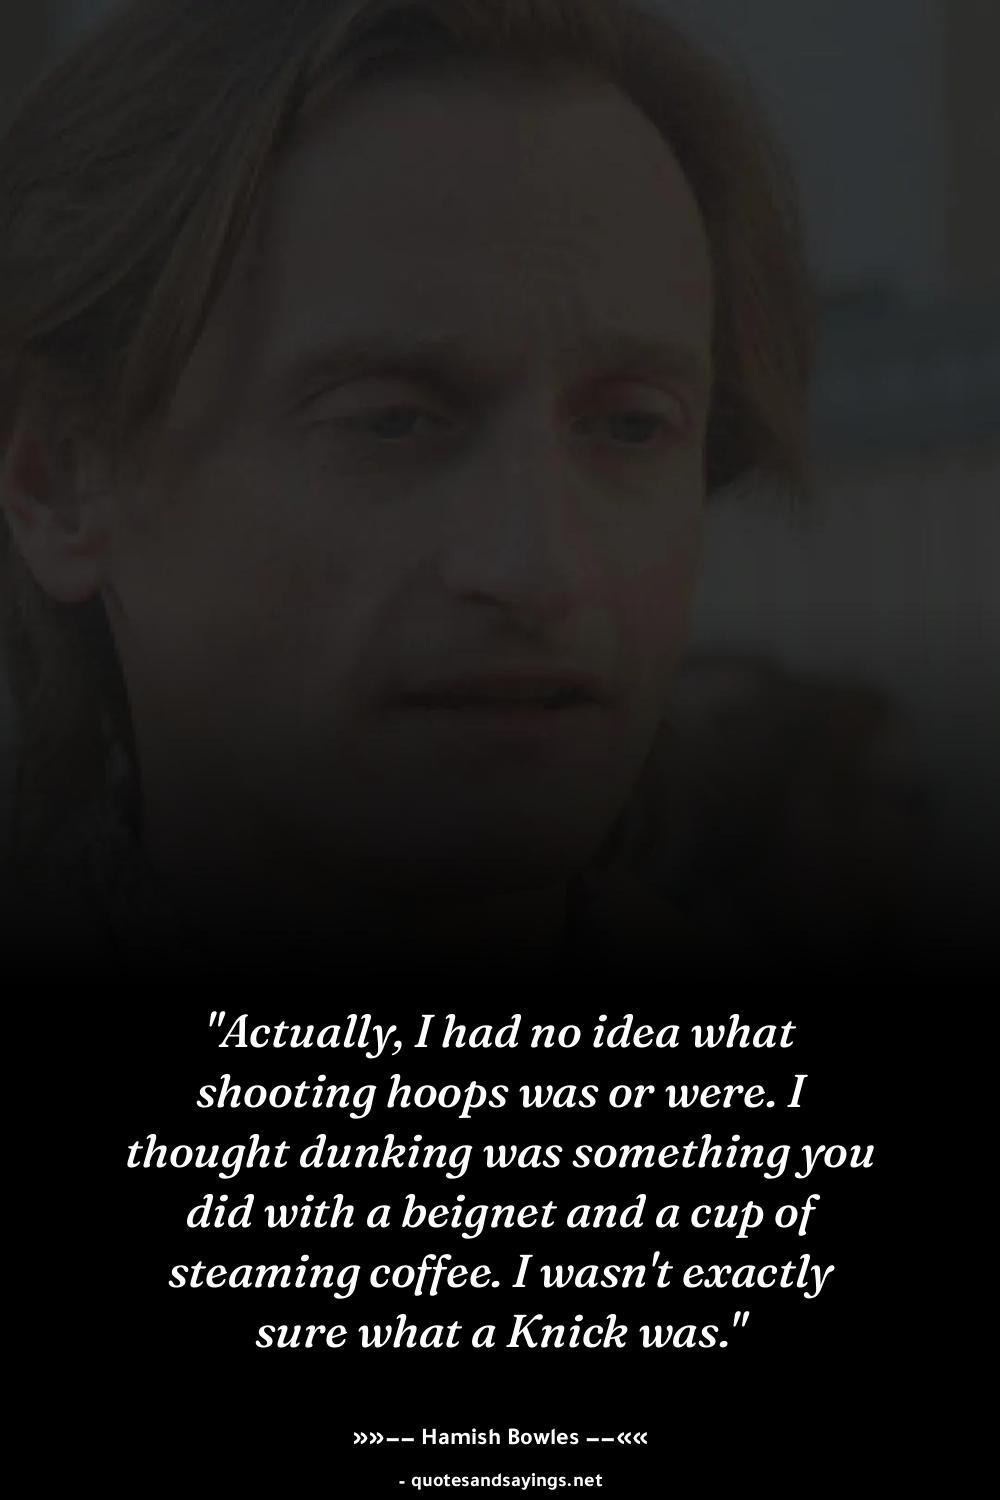 "Actually, I had no idea what
shooting hoops was or were. I
thought dunking was something you
did with a beignet and a cup of
steaming coffee. I wasn't exactly
sure what a Knick was."
»»−− Hamish Bowles −−««
- quotesandsayings.net